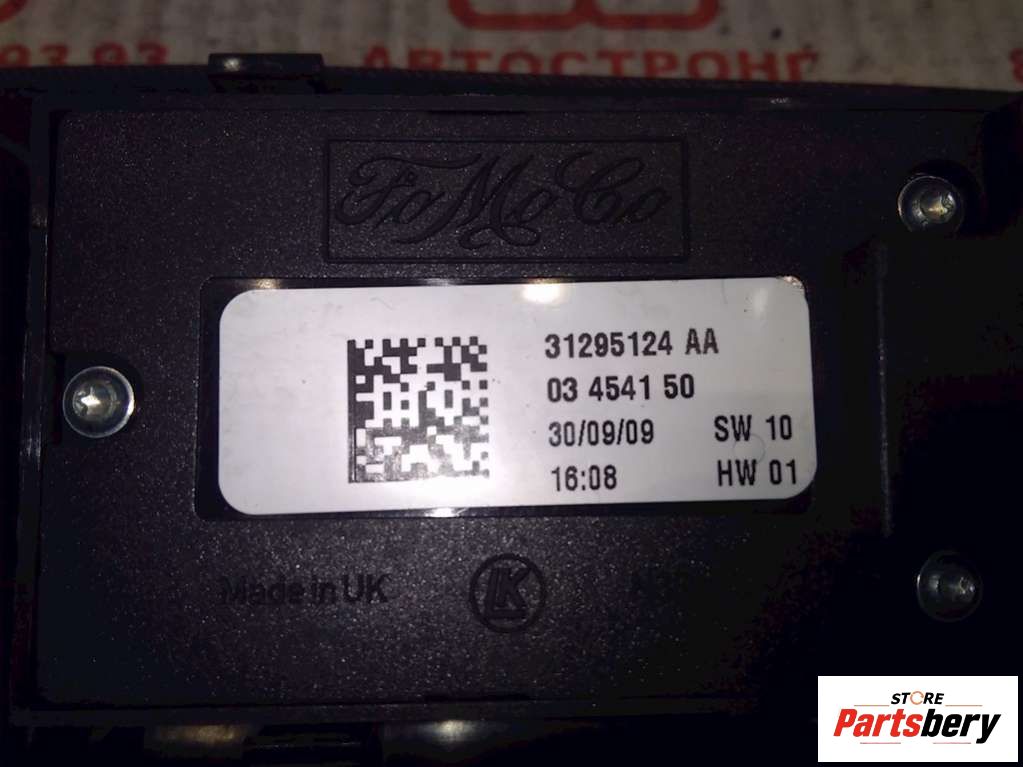 АВТОСТРОНГ
FoMoCo
31295124 AA
03 4541 50
30/09/09 SW 10
16:08 HW 01
Made in UK LK
STORE
Partsbery